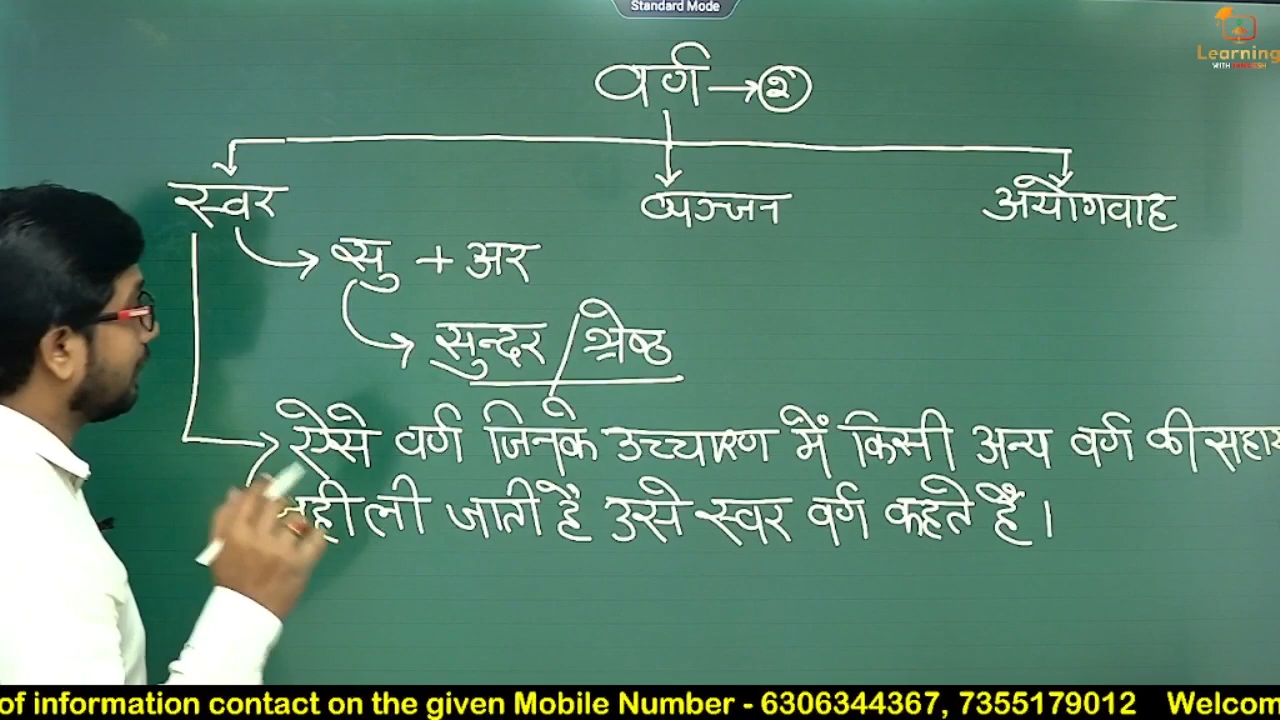 Standard Mode
Learning
वर्ग → २
स्वर व्यञ्जन अयोगवाह
सु + अर
सुन्दर / श्रेष्ठ
ऐसे वर्ग जिनके उच्चारण में किसी अन्य वर्ग की
ली जाती है उसे स्वर वर्ग कहते हैं ।
of information contact on the given Mobile Number - 6306344367, 7355179012 Welcom